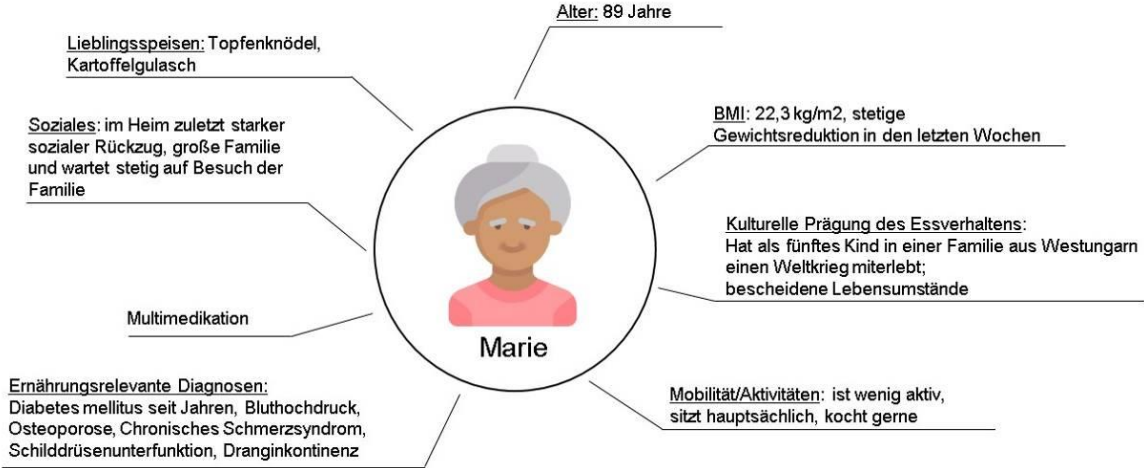 Alter: 89 Jahre
Lieblingsspeisen: Topfenknödel,
Kartoffelgulasch
BMI: 22,3 kg/m2, stetige
Gewichtsreduktion in den letzten Wochen
Soziales: im Heim zuletzt starker
sozialer Rückzug, große Familie
und wartet stetig auf Besuch der
Familie
Kulturelle Prägung des Essverhaltens:
Hat als fünftes Kind in einer Familie aus Westungarn
einen Weltkrieg miterlebt;
bescheidene Lebensumstände
Multimedikation
Marie
Ernährungsrelevante Diagnosen:
Diabetes mellitus seit Jahren, Bluthochdruck,
Osteoporose, Chronisches Schmerzsyndrom,
Schilddrüsenunterfunktion, Dranginkontinenz
Mobilität/Aktivitäten: ist wenig aktiv,
sitzt hauptsächlich, kocht gerne